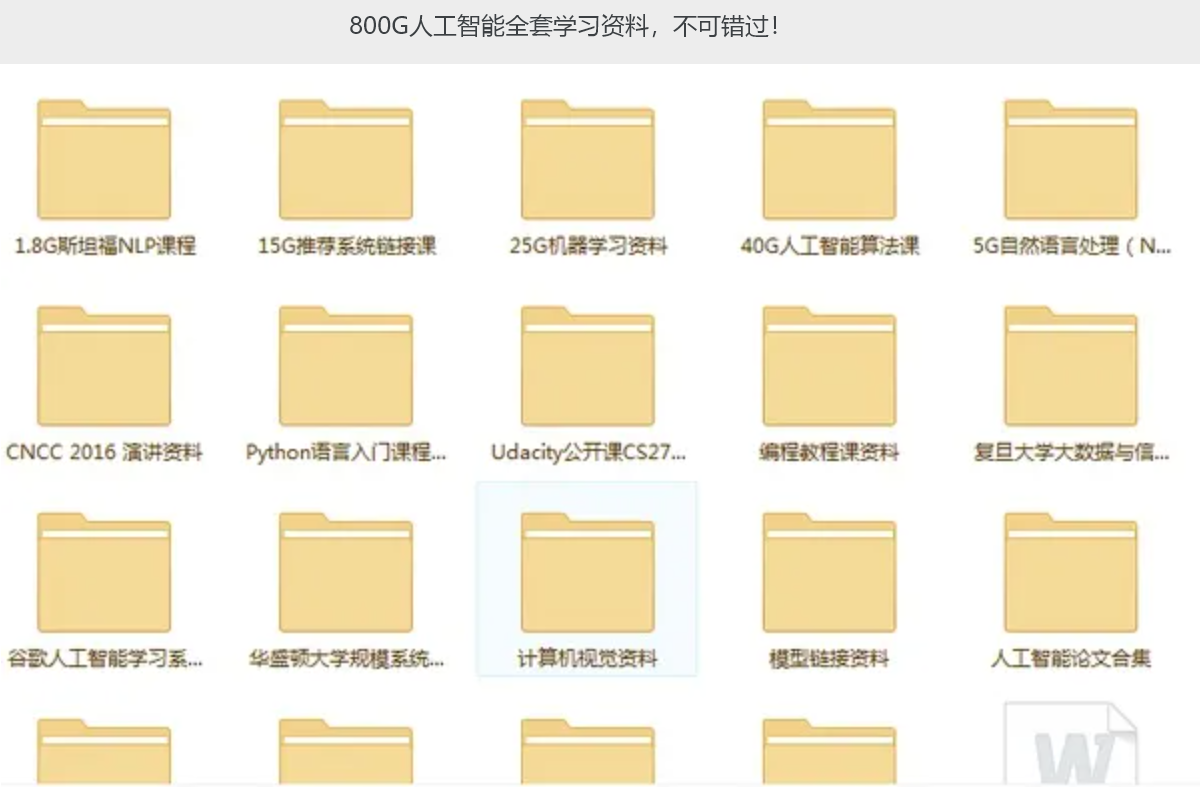 800G人工智能全套学习资料，不可错过！
1.8G斯坦福NLP课程
15G推荐系统链接课
25G机器学习资料
40G人工智能算法课
5G自然语言处理（N...
CNCC 2016 演讲资料
Python语言入门课程...
Udacity公开课CS27...
编程教程课资料
复旦大学大数据与信...
谷歌人工智能学习系...
华盛顿大学规模系统...
计算机视觉资料
模型链接资料
人工智能论文合集
W